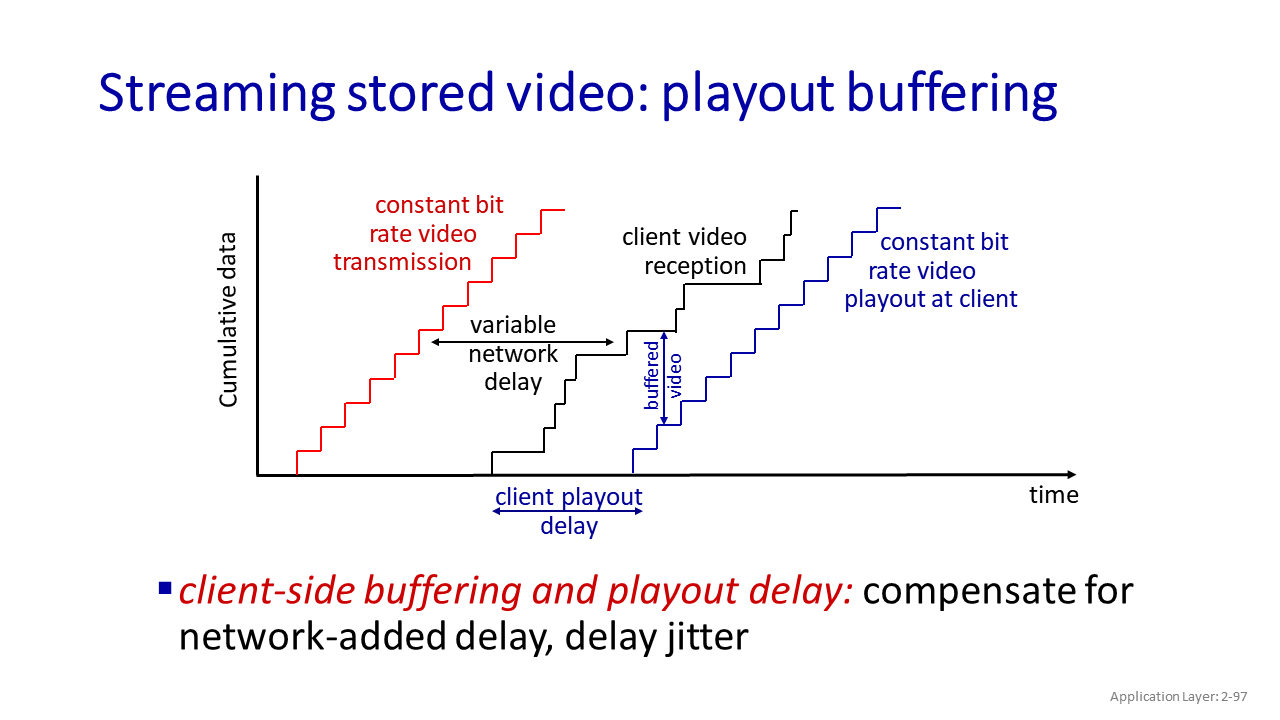 Streaming stored video: playout buffering
constant bit
rate video
transmission
client video
reception
constant bit
rate video
playout at client
Cumulative data
variable
network
delay
buffered
video
client playout
delay
time
client-side buffering and playout delay: compensate for
network-added delay, delay jitter
Application Layer: 2-97